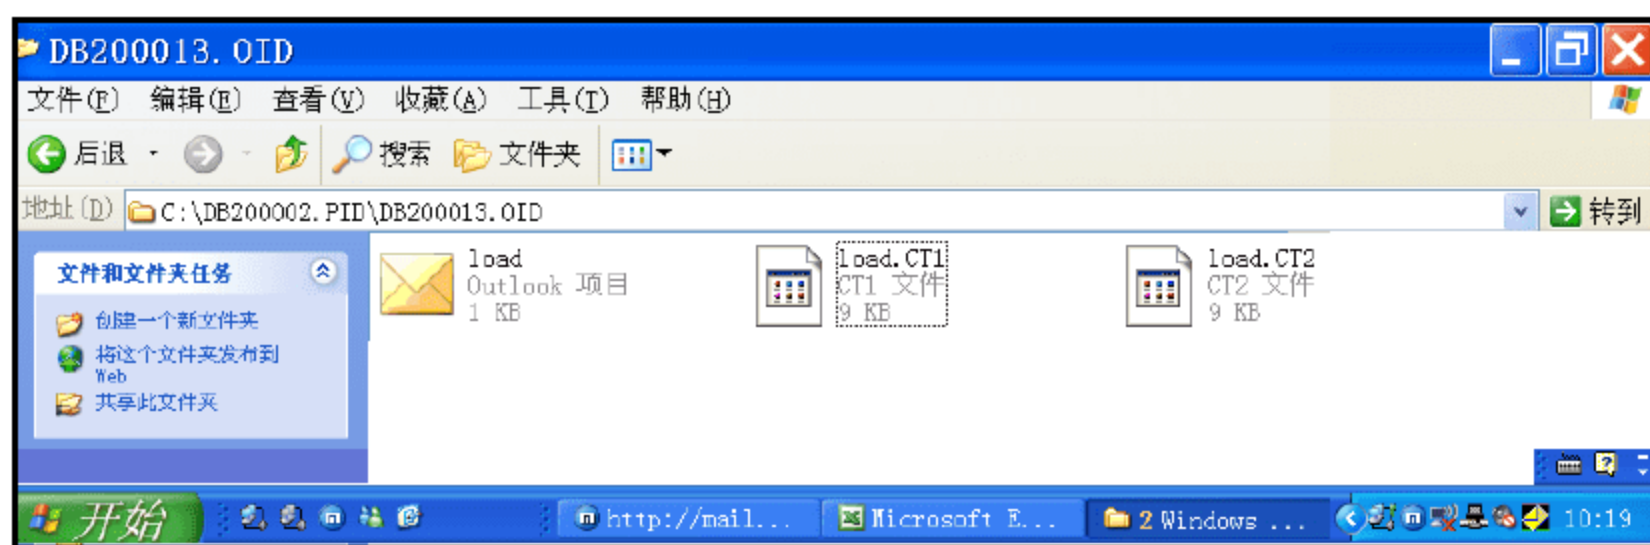 DB200013.OID
文件(F) 编辑(E) 查看(V) 收藏(A) 工具(T) 帮助(H)
后退 搜索 文件夹
地址(D) C:\DB200002.PID\DB200013.OID 转到
文件和文件夹任务
创建一个新文件夹
将这个文件夹发布到
Web
共享此文件夹
load
Outlook 项目
1 KB
load.CT1
CT1 文件
9 KB
load.CT2
CT2 文件
9 KB
开始 http://mail... Microsoft E... 2 Windows ... 10:19